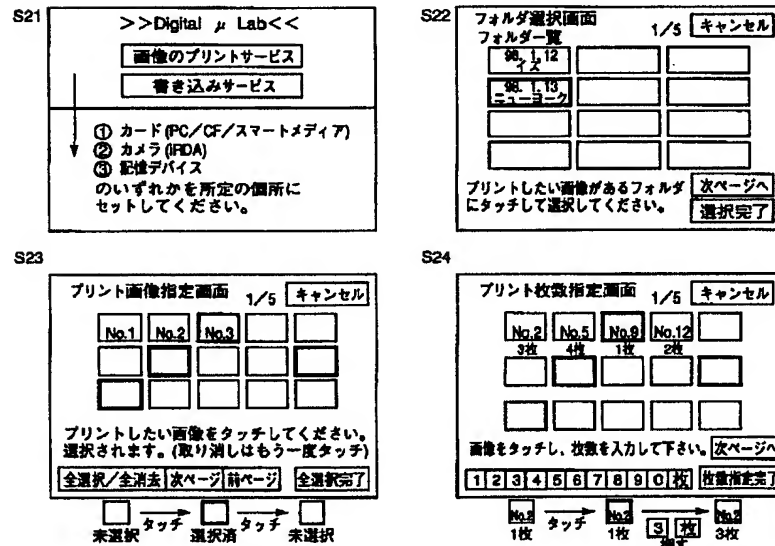 S21
>>Digital μ Lab<<
画像のプリントサービス
書き込みサービス
① カード(PC/CF/スマートメディア)
② カメラ(IRDA)
③ 記憶デバイス
のいずれかを所定の個所に
セットしてください。
S22
フォルダ選択画面
1/5 キャンセル
フォルダ一覧
98. 1.12
イズ
98. 1.13
ニューヨーク
プリントしたい画像があるフォルダ
にタッチして選択してください。
次ページへ
選択完了
S23
プリント画像指定画面 1/5 キャンセル
No.1 No.2 No.3
プリントしたい画像をタッチしてください。
選択されます。(取り消しはもう一度タッチ)
全選択/全消去 次ページ 前ページ 全選択完了
タッチ タッチ
未選択 選択済 未選択
S24
プリント枚数指定画面 1/5 キャンセル
No.2 No.5 No.9 No.12
3枚 4枚 1枚 2枚
画像をタッチし、枚数を入力して下さい。 次ページへ
1 2 3 4 5 6 7 8 9 0 枚 枚数指定完了
No.2 タッチ No.2 No.2
1枚 1枚 3 枚 3枚
押す